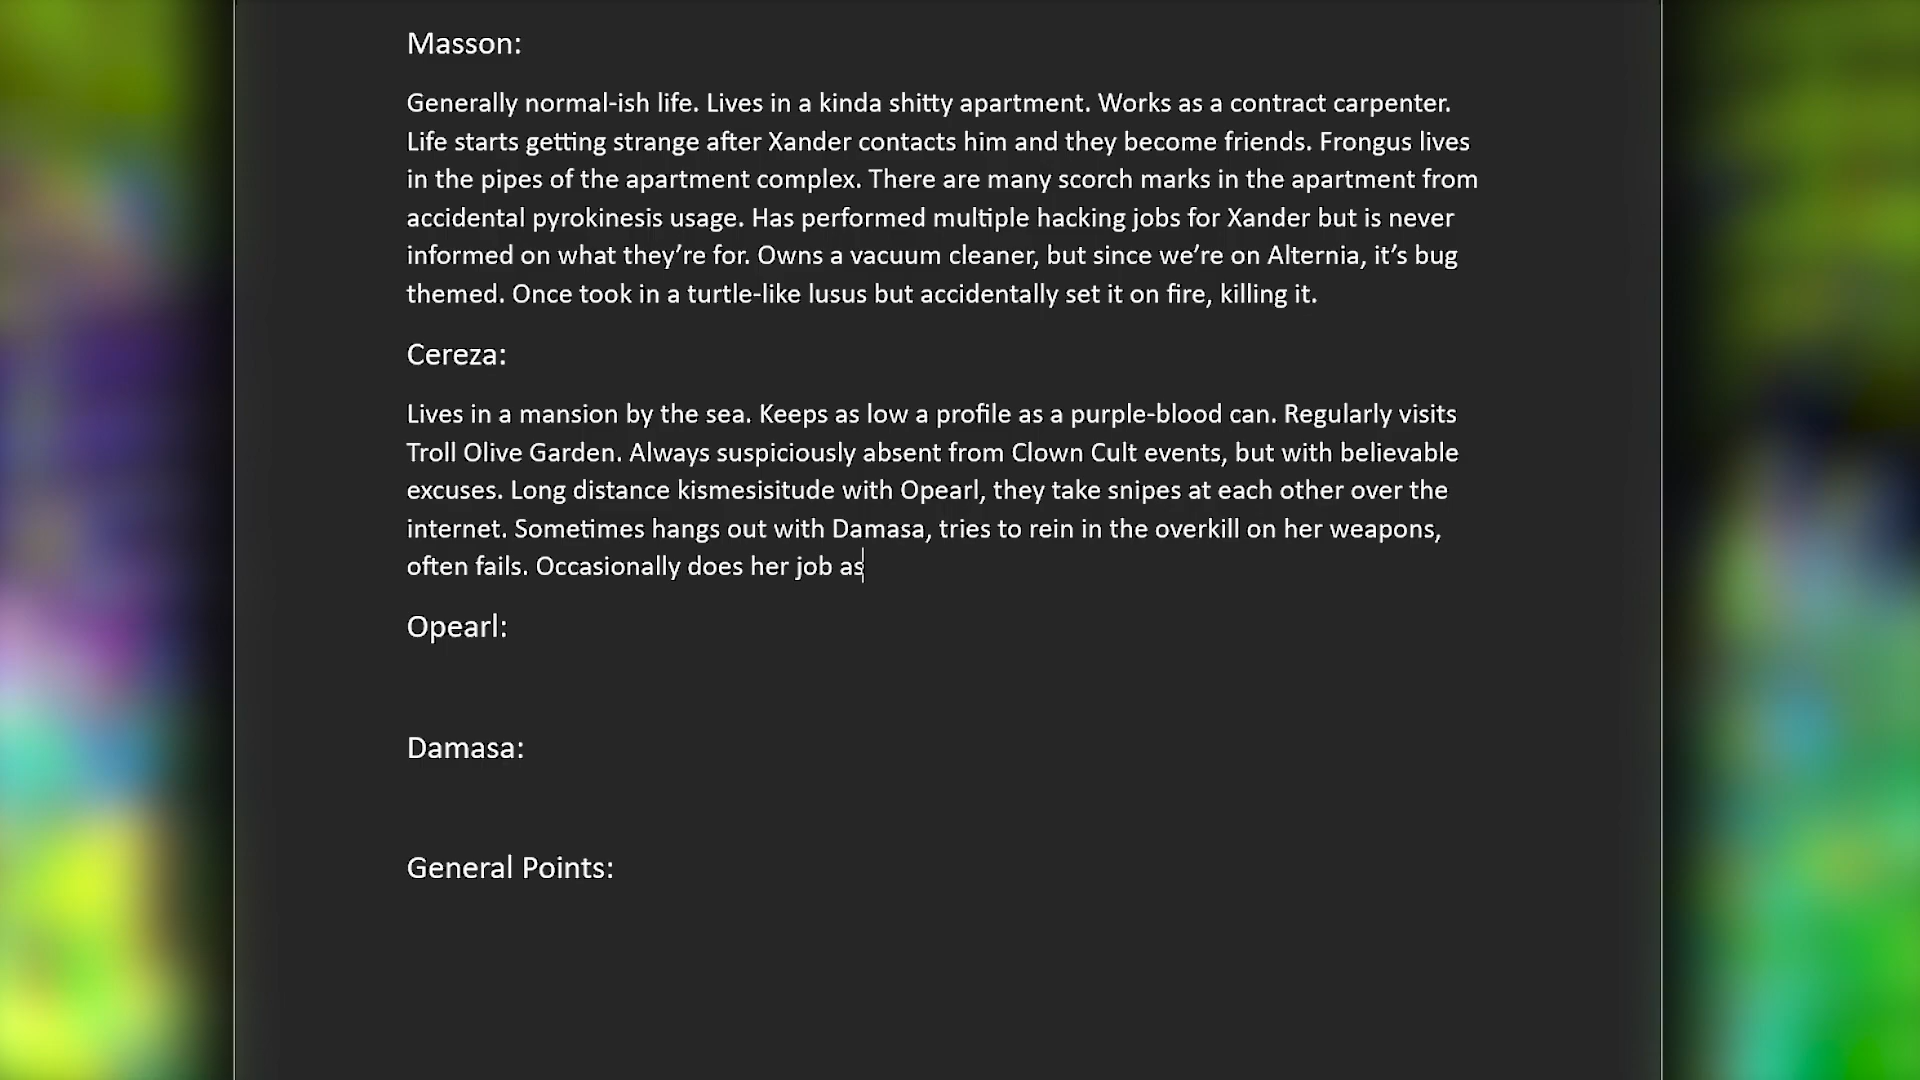 Masson:
Generally normal-ish life. Lives in a kinda shitty apartment. Works as a contract carpenter.
Life starts getting strange after Xander contacts him and they become friends. Frongus lives
in the pipes of the apartment complex. There are many scorch marks in the apartment from
accidental pyrokinesis usage. Has performed multiple hacking jobs for Xander but is never
informed on what they’re for. Owns a vacuum cleaner, but since we’re on Alternia, it’s bug
themed. Once took in a turtle-like lusus but accidentally set it on fire, killing it.
Cereza:
Lives in a mansion by the sea. Keeps as low a profile as a purple-blood can. Regularly visits
Troll Olive Garden. Always suspiciously absent from Clown Cult events, but with believable
excuses. Long distance kismesisitude with Opearl, they take snipes at each other over the
internet. Sometimes hangs out with Damasa, tries to rein in the overkill on her weapons,
often fails. Occasionally does her job as
Opearl:
Damasa:
General Points: